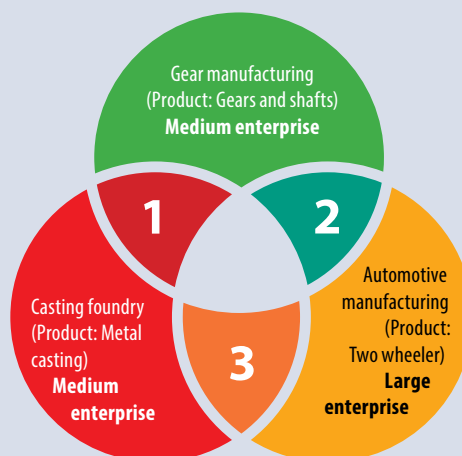 Gear manufacturing
(Product: Gears and shafts)
Medium enterprise
1
2
Casting foundry
(Product: Metal
casting)
Medium
enterprise
Automotive
manufacturing
(Product:
Two wheeler)
Large
enterprise
3